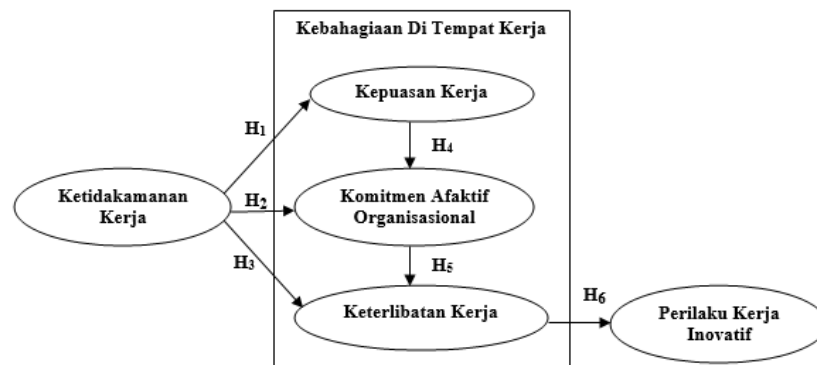 Kebahagiaan Di Tempat Kerja
Kepuasan Kerja
H1
H4
Ketidakamanan
Kerja
H2
Komitmen Afaktif
Organisasional
H3
H5
Keterlibatan Kerja
H6
Perilaku Kerja
Inovatif